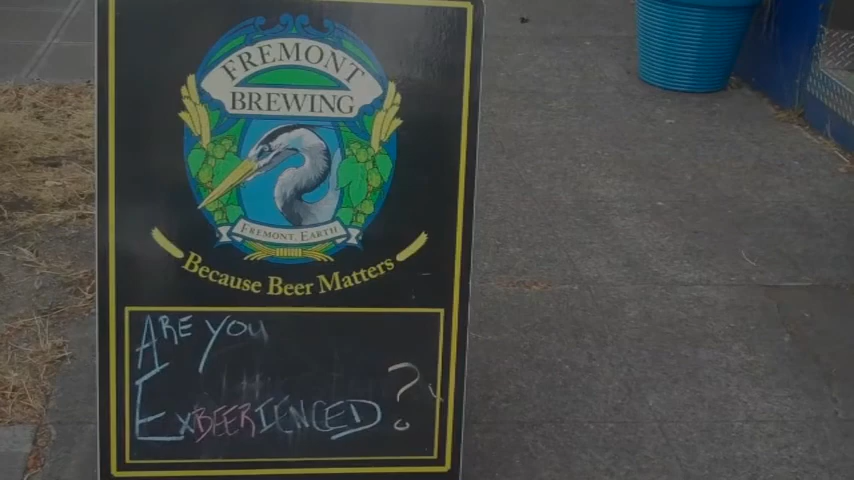 FREMONT
BREWING
FREMONT, EARTH
Because Beer Matters
ARE YOU
EXBEERIENCED?